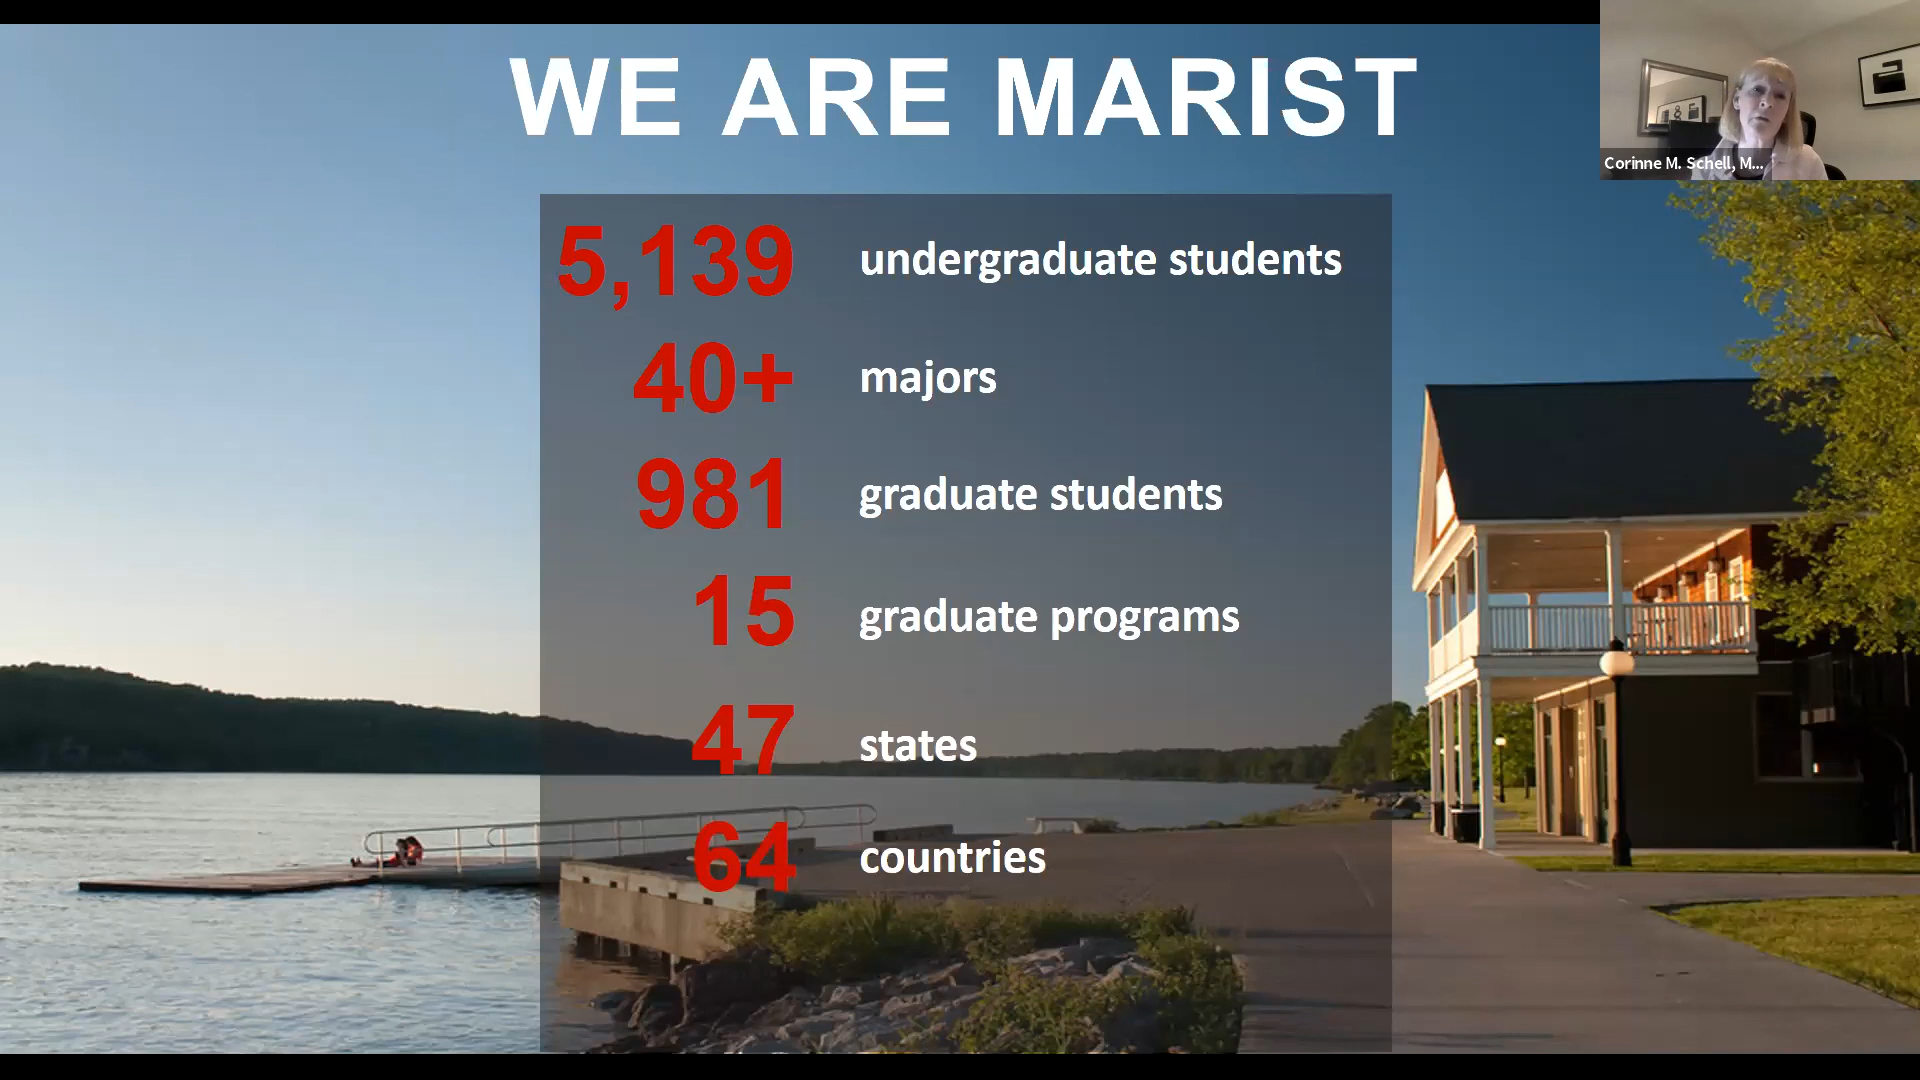 WE ARE MARIST
Corinne M. Schell, M...
5,139 undergraduate students
40+ majors
981 graduate students
15 graduate programs
47 states
64 countries